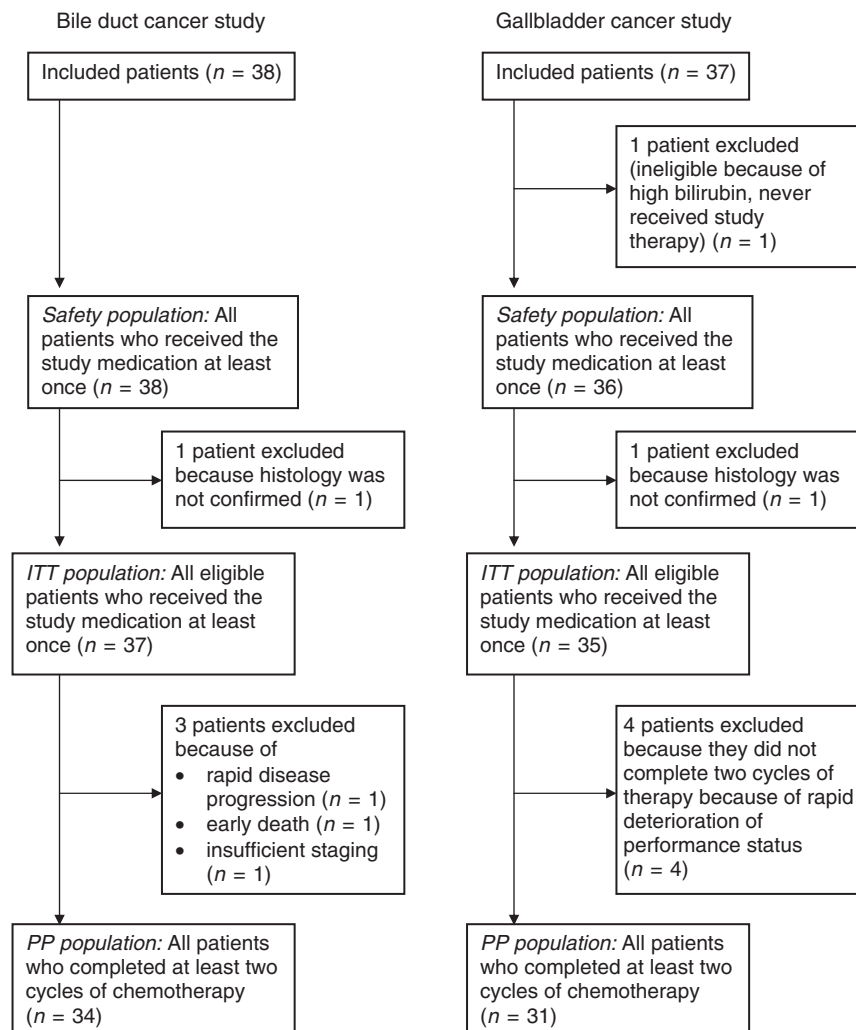 Bile duct cancer study
Included patients (n = 38)
Safety population: All
patients who received the
study medication at least
once (n = 38)
1 patient excluded
because histology was
not confirmed (n = 1)
ITT population: All eligible
patients who received the
study medication at least
once (n = 37)
3 patients excluded
because of
• rapid disease
progression (n = 1)
• early death (n = 1)
• insufficient staging
(n = 1)
PP population: All patients
who completed at least two
cycles of chemotherapy
(n = 34)
Gallbladder cancer study
Included patients (n = 37)
1 patient excluded
(ineligible because of
high bilirubin, never
received study
therapy) (n = 1)
Safety population: All
patients who received the
study medication at least
once (n = 36)
1 patient excluded
because histology was
not confirmed (n = 1)
ITT population: All eligible
patients who received the
study medication at least
once (n = 35)
4 patients excluded
because they did not
complete two cycles of
therapy because of rapid
deterioration of
performance status
(n = 4)
PP population: All patients
who completed at least two
cycles of chemotherapy
(n = 31)